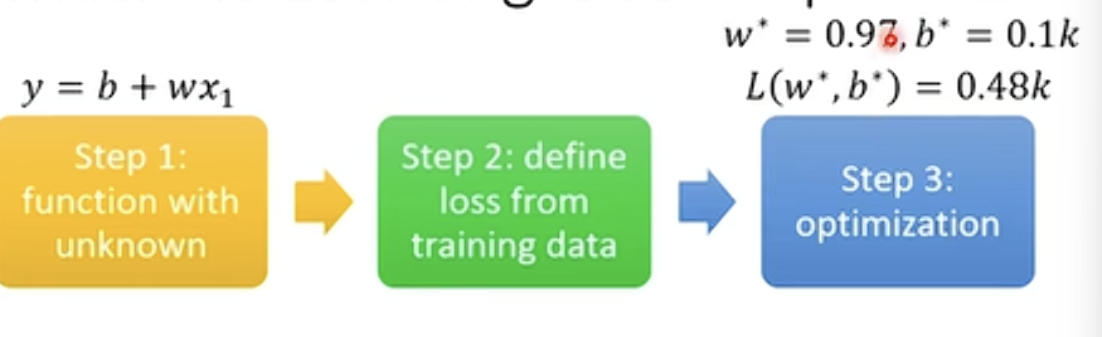 y = b + wx₁
Step 1:
function with
unknown
Step 2: define
loss from
training data
w* = 0.97, b* = 0.1k
L(w*, b*) = 0.48k
Step 3:
optimization